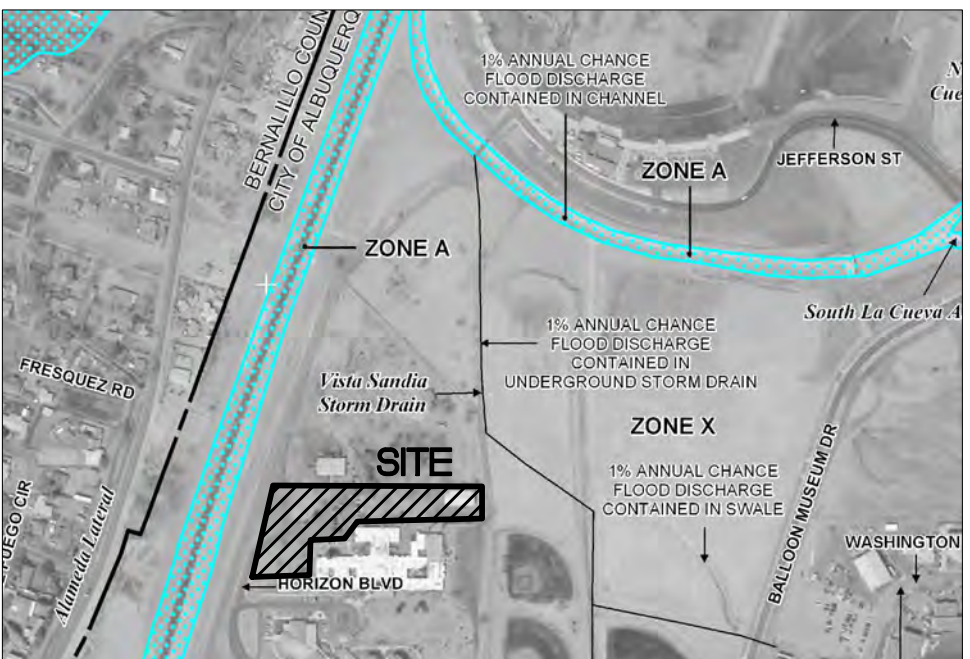 BERNALILLO COUN
CITY OF ALBUQUERQ
1% ANNUAL CHANCE
FLOOD DISCHARGE
CONTAINED IN CHANNEL
N
Cue
JEFFERSON ST
ZONE A
ZONE A
South La Cueva A
1% ANNUAL CHANCE
FLOOD DISCHARGE
CONTAINED IN
UNDERGROUND STORM DRAIN
FRESQUEZ RD
Vista Sandia
Storm Drain
ZONE X
SITE
1% ANNUAL CHANCE
FLOOD DISCHARGE
CONTAINED IN SWALE
BALLOON MUSEUM DR
WASHINGTON
Alameda Lateral
HORIZON BLVD